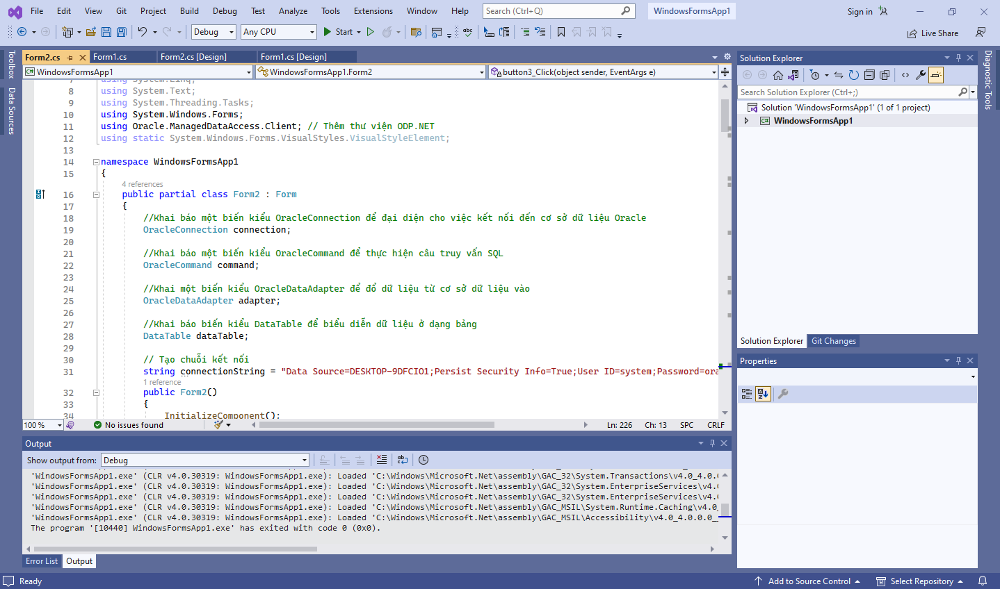 File Edit View Git Project Build Debug Test Analyze Tools Extensions Window Help Search (Ctrl+Q) WindowsFormsApp1 Sign in
Debug Any CPU Start Live Share
Toolbox
Data Sources
Form2.cs Form1.cs Form2.cs [Design] Form1.cs [Design]
WindowsFormsApp1 WindowsFormsApp1.Form2 button3_Click(object sender, EventArgs e)
7 using System.Linq;
8 using System.Text;
9 using System.Threading.Tasks;
10 using System.Windows.Forms;
11 using Oracle.ManagedDataAccess.Client; // Thêm thư viện ODP.NET
12 using static System.Windows.Forms.VisualStyles.VisualStyleElement;
13
14 namespace WindowsFormsApp1
15 {
4 references
16 public partial class Form2 : Form
17 {
18 //Khai báo một biến kiểu OracleConnection để đại diện cho việc kết nối đến cơ sở dữ liệu Oracle
19 OracleConnection connection;
20
21 //Khai báo một biến kiểu OracleCommand để thực hiện câu truy vấn SQL
22 OracleCommand command;
23
24 //Khai một biến kiểu OracleDataAdapter để đổ dữ liệu từ cơ sở dữ liệu vào
25 OracleDataAdapter adapter;
26
27 //Khai báo biến kiểu DataTable để biểu diễn dữ liệu ở dạng bảng
28 DataTable dataTable;
29
30 // Tạo chuỗi kết nối
31 string connectionString = "Data Source=DESKTOP-9DFCIO1;Persist Security Info=True;User ID=system;Password=ora
1 reference
32 public Form2()
33 {
34 InitializeComponent();
100 % No issues found Ln: 226 Ch: 13 SPC CRLF
Output
Show output from: Debug
'WindowsFormsApp1.exe' (CLR v4.0.30319: WindowsFormsApp1.exe): Loaded 'C:\Windows\Microsoft.Net\assembly\GAC_32\System.Transactions\v4.0_4.0.0
'WindowsFormsApp1.exe' (CLR v4.0.30319: WindowsFormsApp1.exe): Loaded 'C:\Windows\Microsoft.Net\assembly\GAC_32\System.EnterpriseServices\v4.0
'WindowsFormsApp1.exe' (CLR v4.0.30319: WindowsFormsApp1.exe): Loaded 'C:\Windows\Microsoft.Net\assembly\GAC_32\System.EnterpriseServices\v4.0
'WindowsFormsApp1.exe' (CLR v4.0.30319: WindowsFormsApp1.exe): Loaded 'C:\Windows\Microsoft.Net\assembly\GAC_MSIL\System.Runtime.Caching\v4.0_
'WindowsFormsApp1.exe' (CLR v4.0.30319: WindowsFormsApp1.exe): Loaded 'C:\Windows\Microsoft.Net\assembly\GAC_MSIL\Accessibility\v4.0_4.0.0.0_
The program '[10440] WindowsFormsApp1.exe' has exited with code 0 (0x0).
Error List Output
Solution Explorer
Search Solution Explorer (Ctrl+;)
Solution 'WindowsFormsApp1' (1 of 1 project)
WindowsFormsApp1
Solution Explorer Git Changes
Properties
Diagnostic Tools
Ready Add to Source Control Select Repository